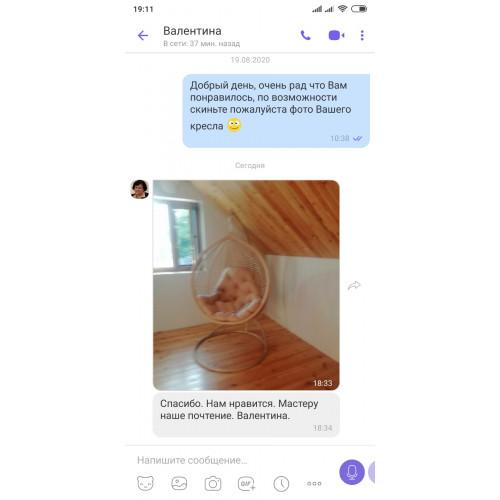 19:11
Валентина
В сети: 37 мин. назад
19.08.2020
Добрый день, очень рад что Вам
понравилось, по возможности
скиньте пожалуйста фото Вашего
кресла
10:38
Сегодня
18:33
Спасибо. Нам нравится. Мастеру
наше почтение. Валентина.
18:34
Напишите сообщение...
GIF